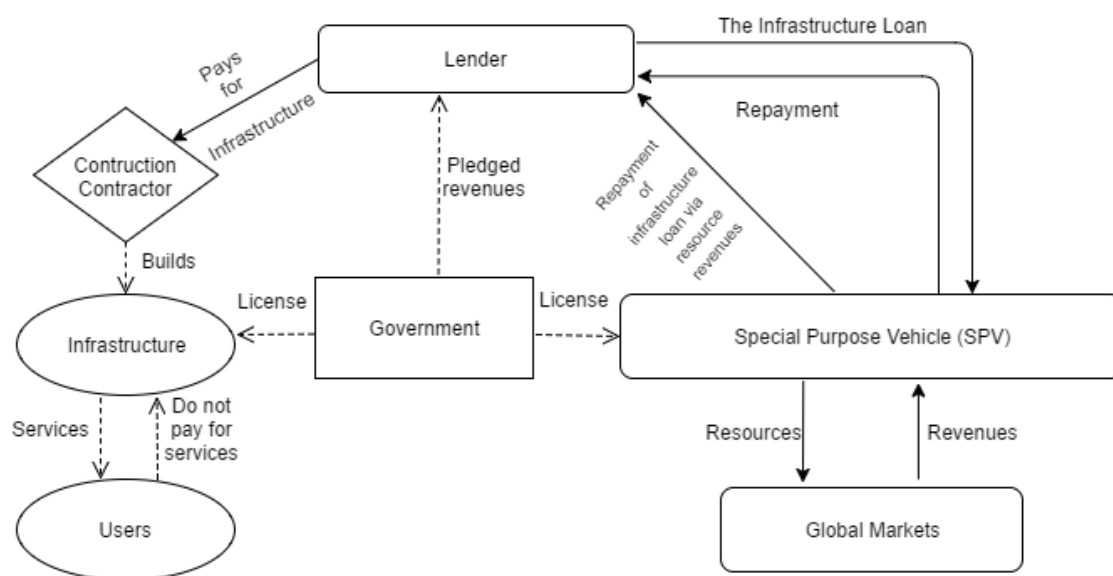 The Infrastructure Loan
Lender
Pays
for
Infrastructure
Repayment
Contruction
Contractor
Pledged
revenues
Repayment
of
infrastructure
loan via
resource
revenues
Builds
License
License
Infrastructure
Government
Special Purpose Vehicle (SPV)
Services
Do not
pay for
services
Resources
Revenues
Users
Global Markets